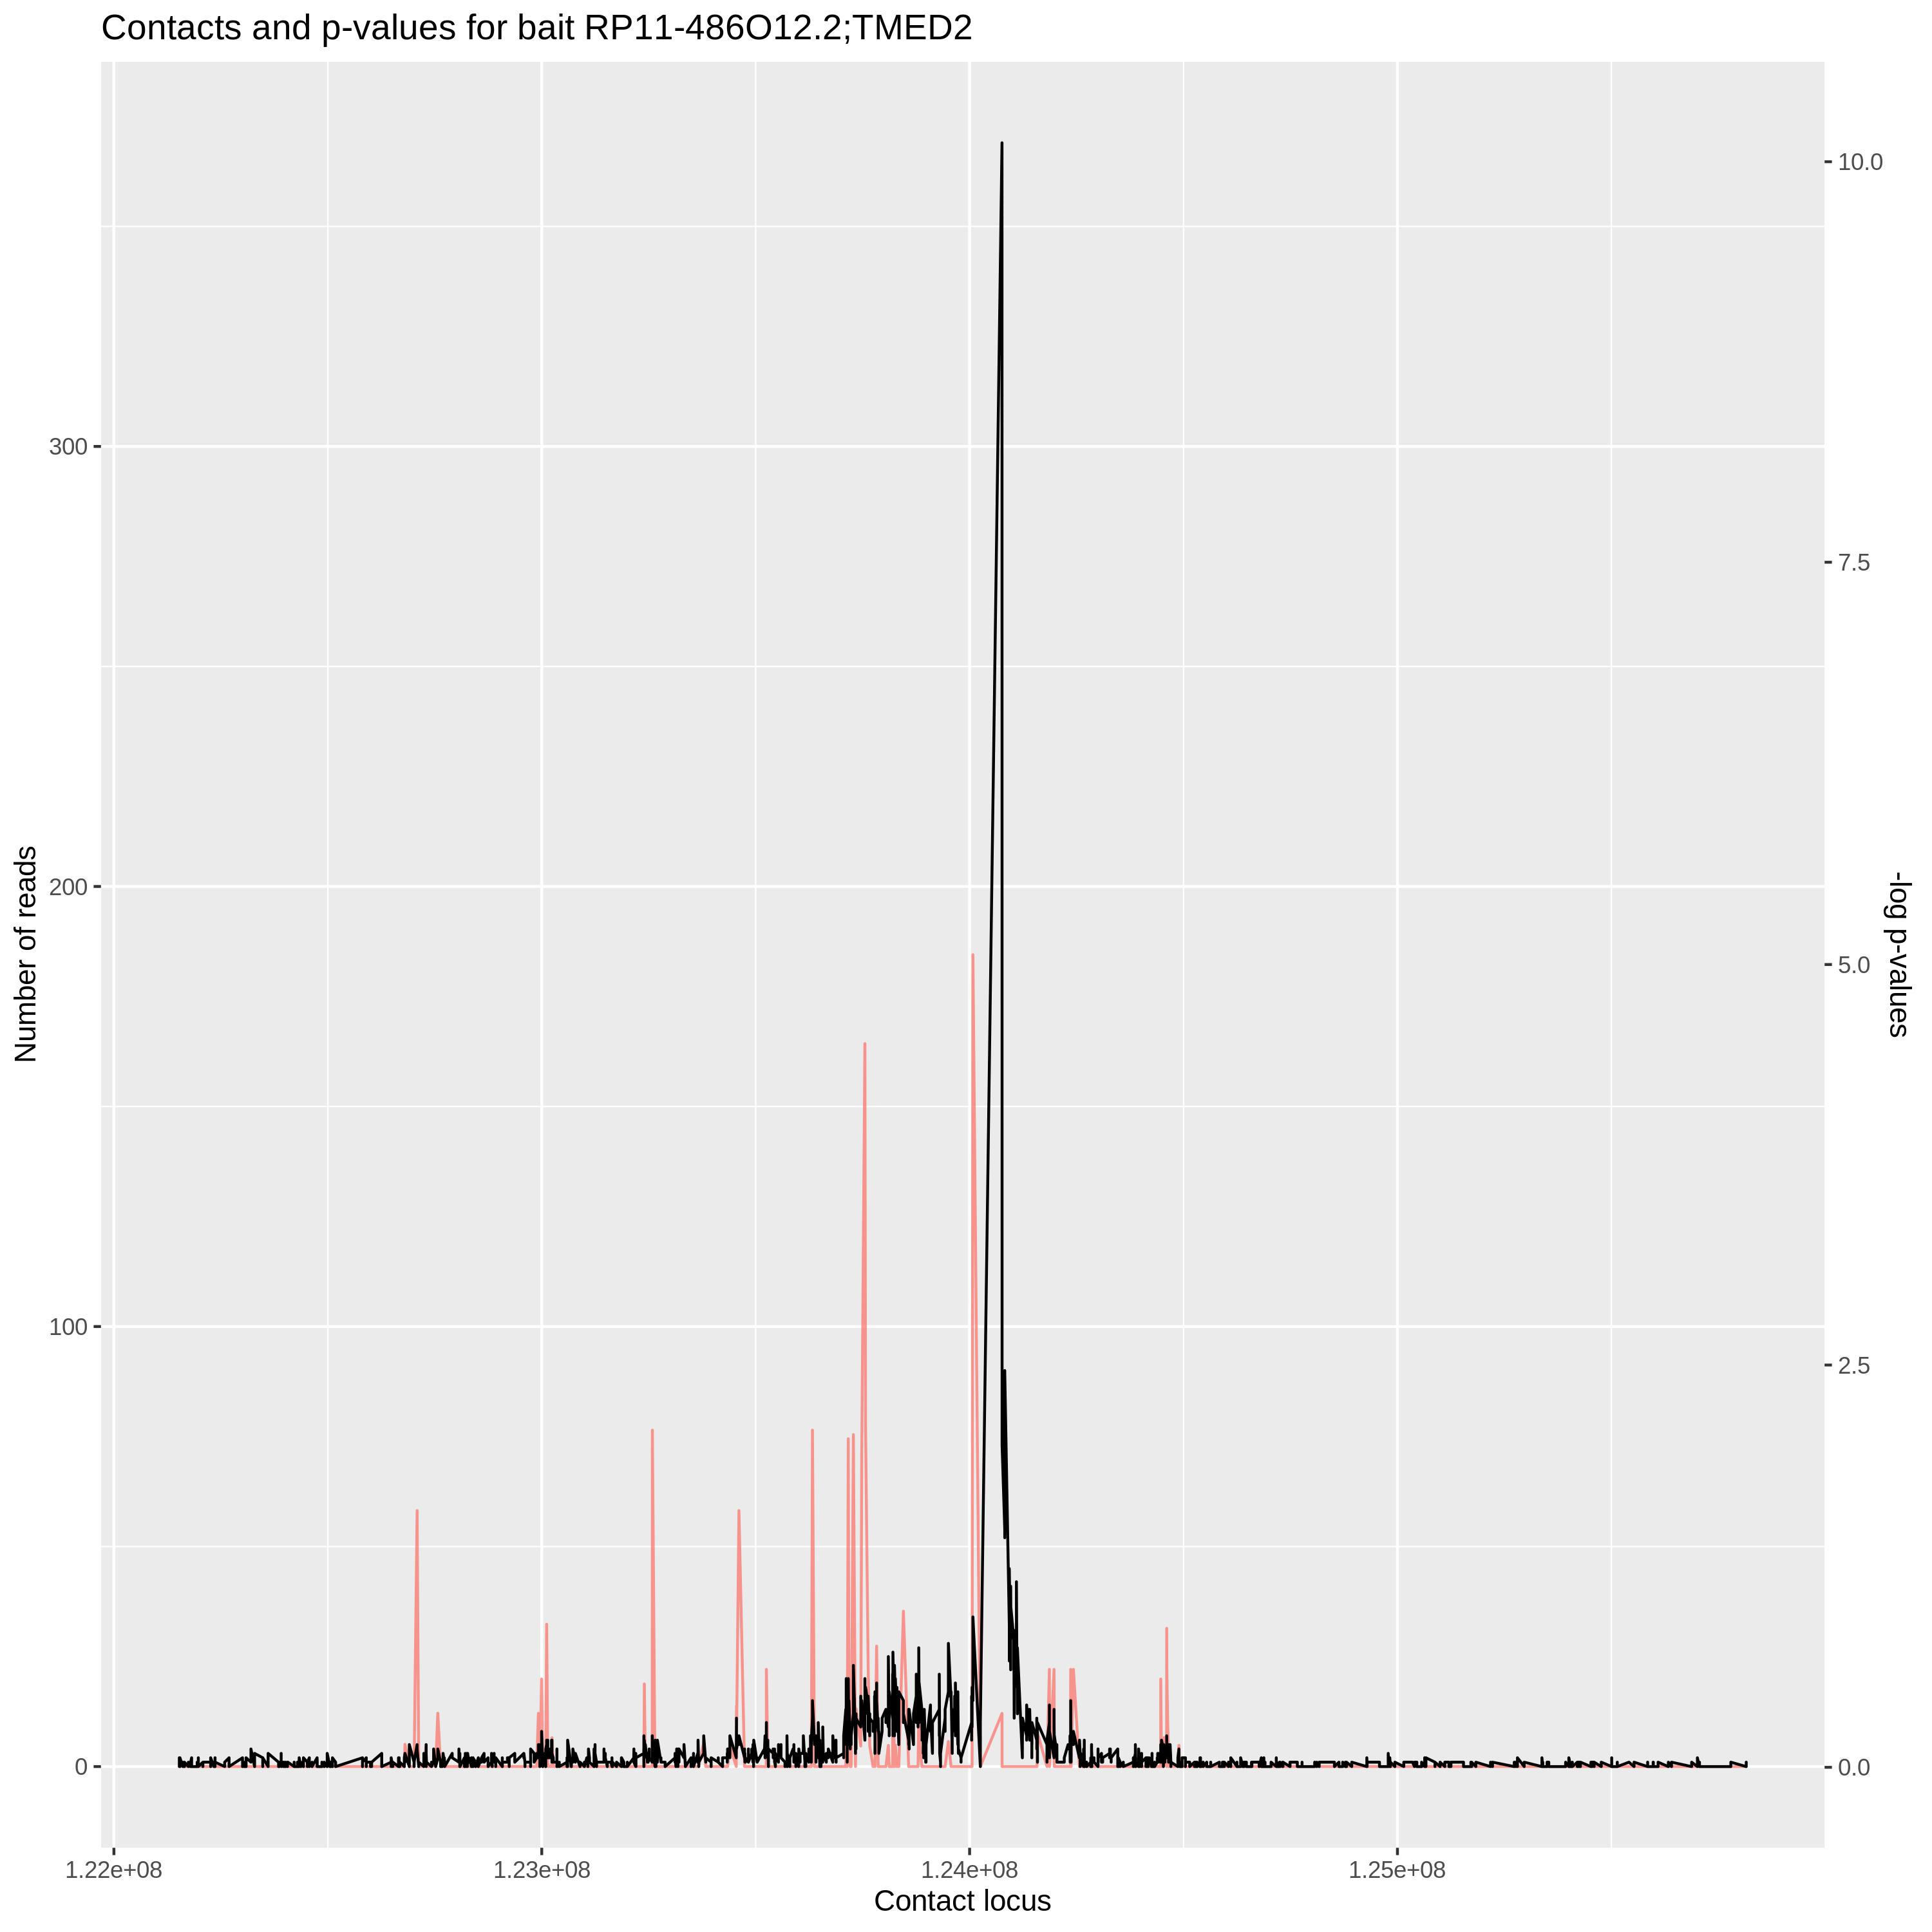 Contacts and p-values for bait RP11-486O12.2;TMED2
10.0
300
7.5
200
5.0
Number of reads
-log p-values
100
2.5
0
0.0
1.22e+08
1.23e+08
1.24e+08
1.25e+08
Contact locus